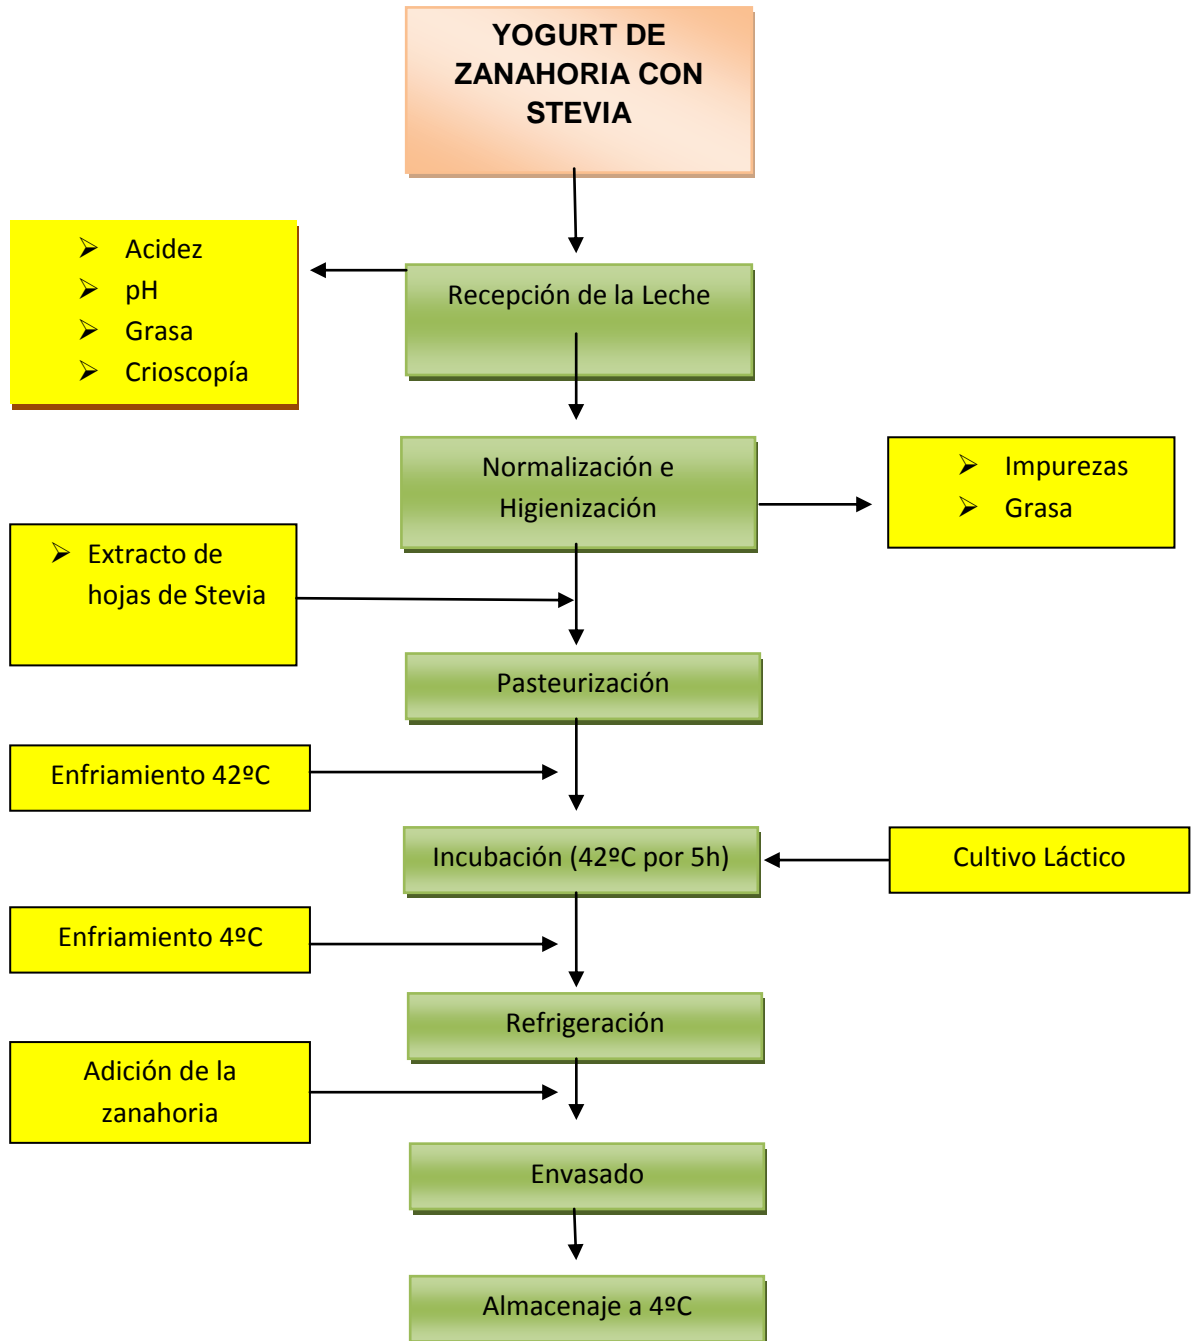 YOGURT DE
ZANAHORIA CON
STEVIA
➢ Acidez
➢ pH
➢ Grasa
➢ Crioscopía
Recepción de la Leche
Normalización e
Higienización
➢ Impurezas
➢ Grasa
➢ Extracto de
hojas de Stevia
Pasteurización
Enfriamiento 42ºC
Incubación (42ºC por 5h)
Cultivo Láctico
Enfriamiento 4ºC
Refrigeración
Adición de la
zanahoria
Envasado
Almacenaje a 4ºC